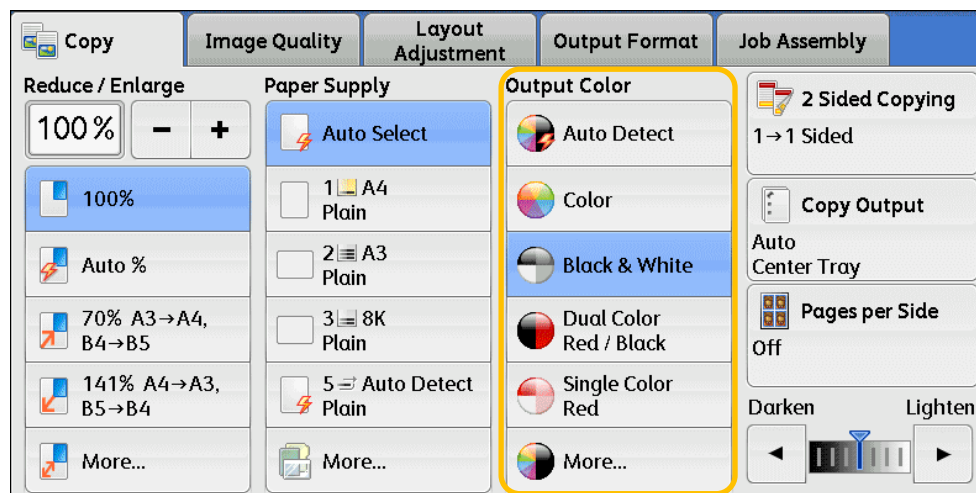 Copy
Image Quality
Layout
Adjustment
Output Format
Job Assembly
Reduce / Enlarge
100%
- +
100%
Auto %
70% A3→A4,
B4→B5
141% A4→A3,
B5→B4
More...
Paper Supply
Auto Select
1 A4
Plain
2 A3
Plain
3 8K
Plain
5 Auto Detect
Plain
More...
Output Color
Auto Detect
Color
Black & White
Dual Color
Red / Black
Single Color
Red
More...
2 Sided Copying
1→1 Sided
Copy Output
Auto
Center Tray
Pages per Side
Off
Darken Lighten